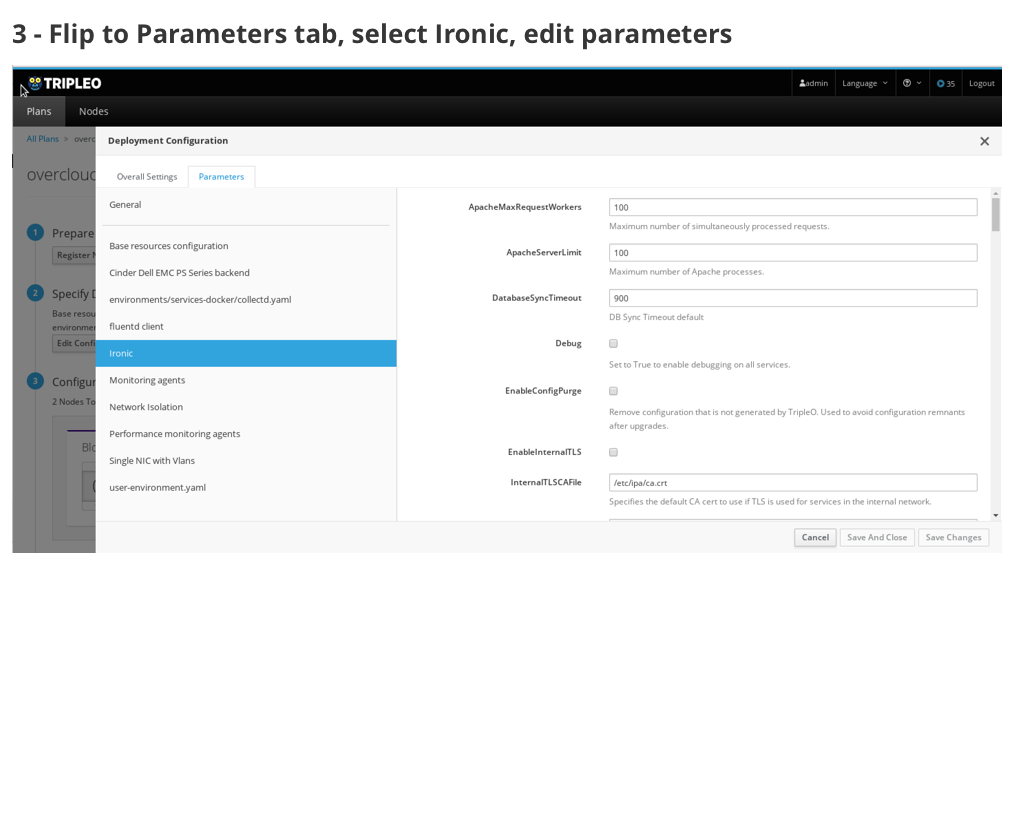 3 - Flip to Parameters tab, select Ironic, edit parameters
TRIPLEO
admin
Language
35
Logout
Plans
Nodes
All Plans >
Deployment Configuration
overcloud
Overall Settings
Parameters
General
1
Prepare
Register
Base resources configuration
Cinder Dell EMC PS Series backend
2
Specify
environments/services-docker/collectd.yaml
Base
fluentd client
Edit
Ironic
3
Monitoring agents
2 Nodes To
Network Isolation
Performance monitoring agents
Single NIC with Vlans
user-environment.yaml
ApacheMaxRequestWorkers
100
Maximum number of simultaneously processed requests.
ApacheServerLimit
100
Maximum number of Apache processes.
DatabaseSyncTimeout
900
DB Sync Timeout default
Debug
Set to True to enable debugging on all services.
EnableConfigPurge
Remove configuration that is not generated by TripleO. Used to avoid configuration remnants
after upgrades.
EnableInternalTLS
InternalTLSCAFile
/etc/ipa/ca.crt
Specifies the default CA cert to use if TLS is used for services in the internal network.
Cancel
Save And Close
Save Changes